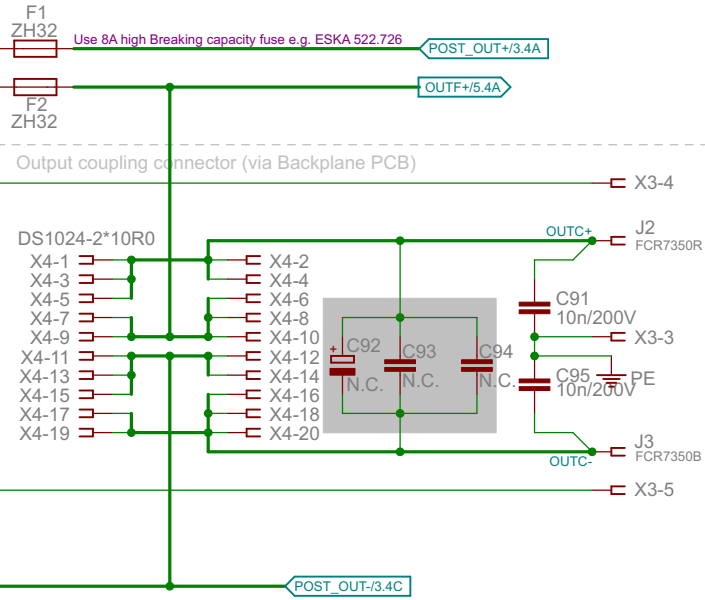 F1
ZH32
Use 8A high Breaking capacity fuse e.g. ESKA 522.726
POST_OUT+/3.4A
OUTF+/5.4A
F2
ZH32
Output coupling connector (via Backplane PCB)
X3-4
J2
OUTC+
FCR7350R
DS1024-2*10R0
X4-1
X4-2
X4-3
X4-4
X4-5
X4-6
X4-7
X4-8
X4-9
X4-10
X4-11
X4-12
X4-13
X4-14
X4-15
X4-16
X4-17
X4-18
X4-19
X4-20
+
C92
N.C.
C93
N.C.
C94
N.C.
C91
10n/200V
X3-3
C95
10n/200V
PE
J3
FCR7350B
OUTC-
X3-5
POST_OUT-/3.4C